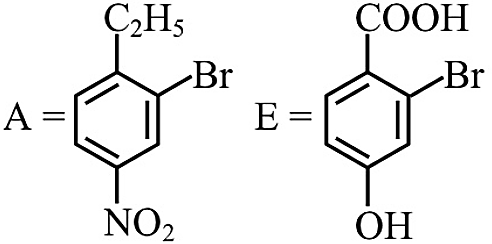 C₂H₅
Br
A =
NO₂
COOH
Br
E =
OH